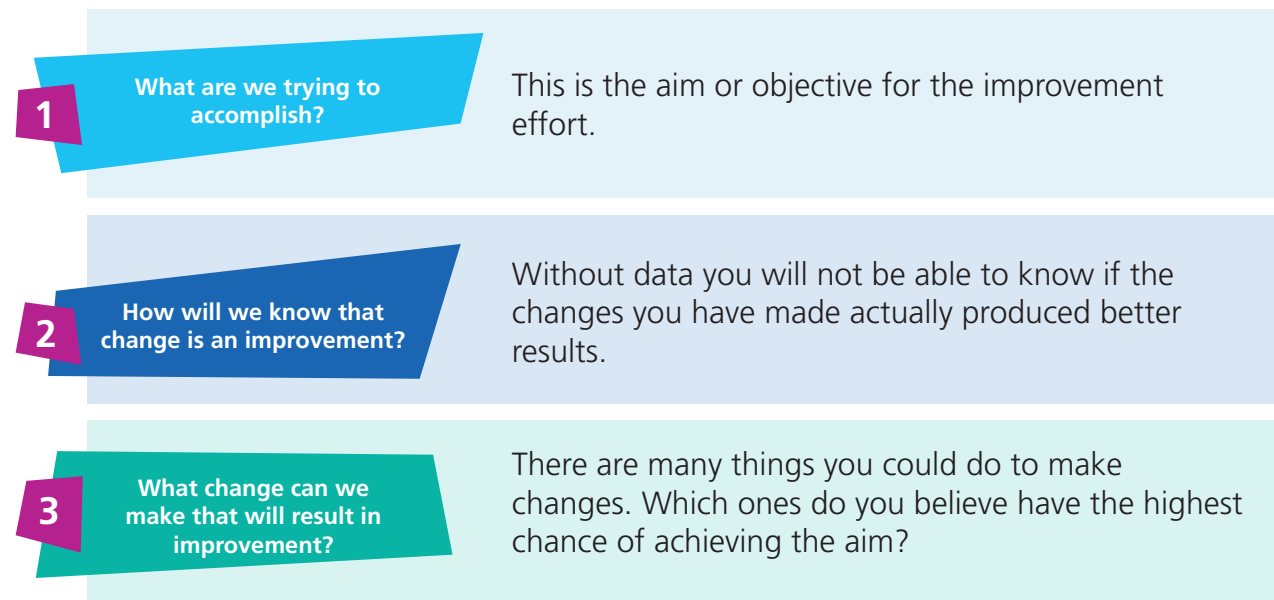 1
What are we trying to
accomplish?
This is the aim or objective for the improvement
effort.
2
How will we know that
change is an improvement?
Without data you will not be able to know if the
changes you have made actually produced better
results.
3
What change can we
make that will result in
improvement?
There are many things you could do to make
changes. Which ones do you believe have the highest
chance of achieving the aim?